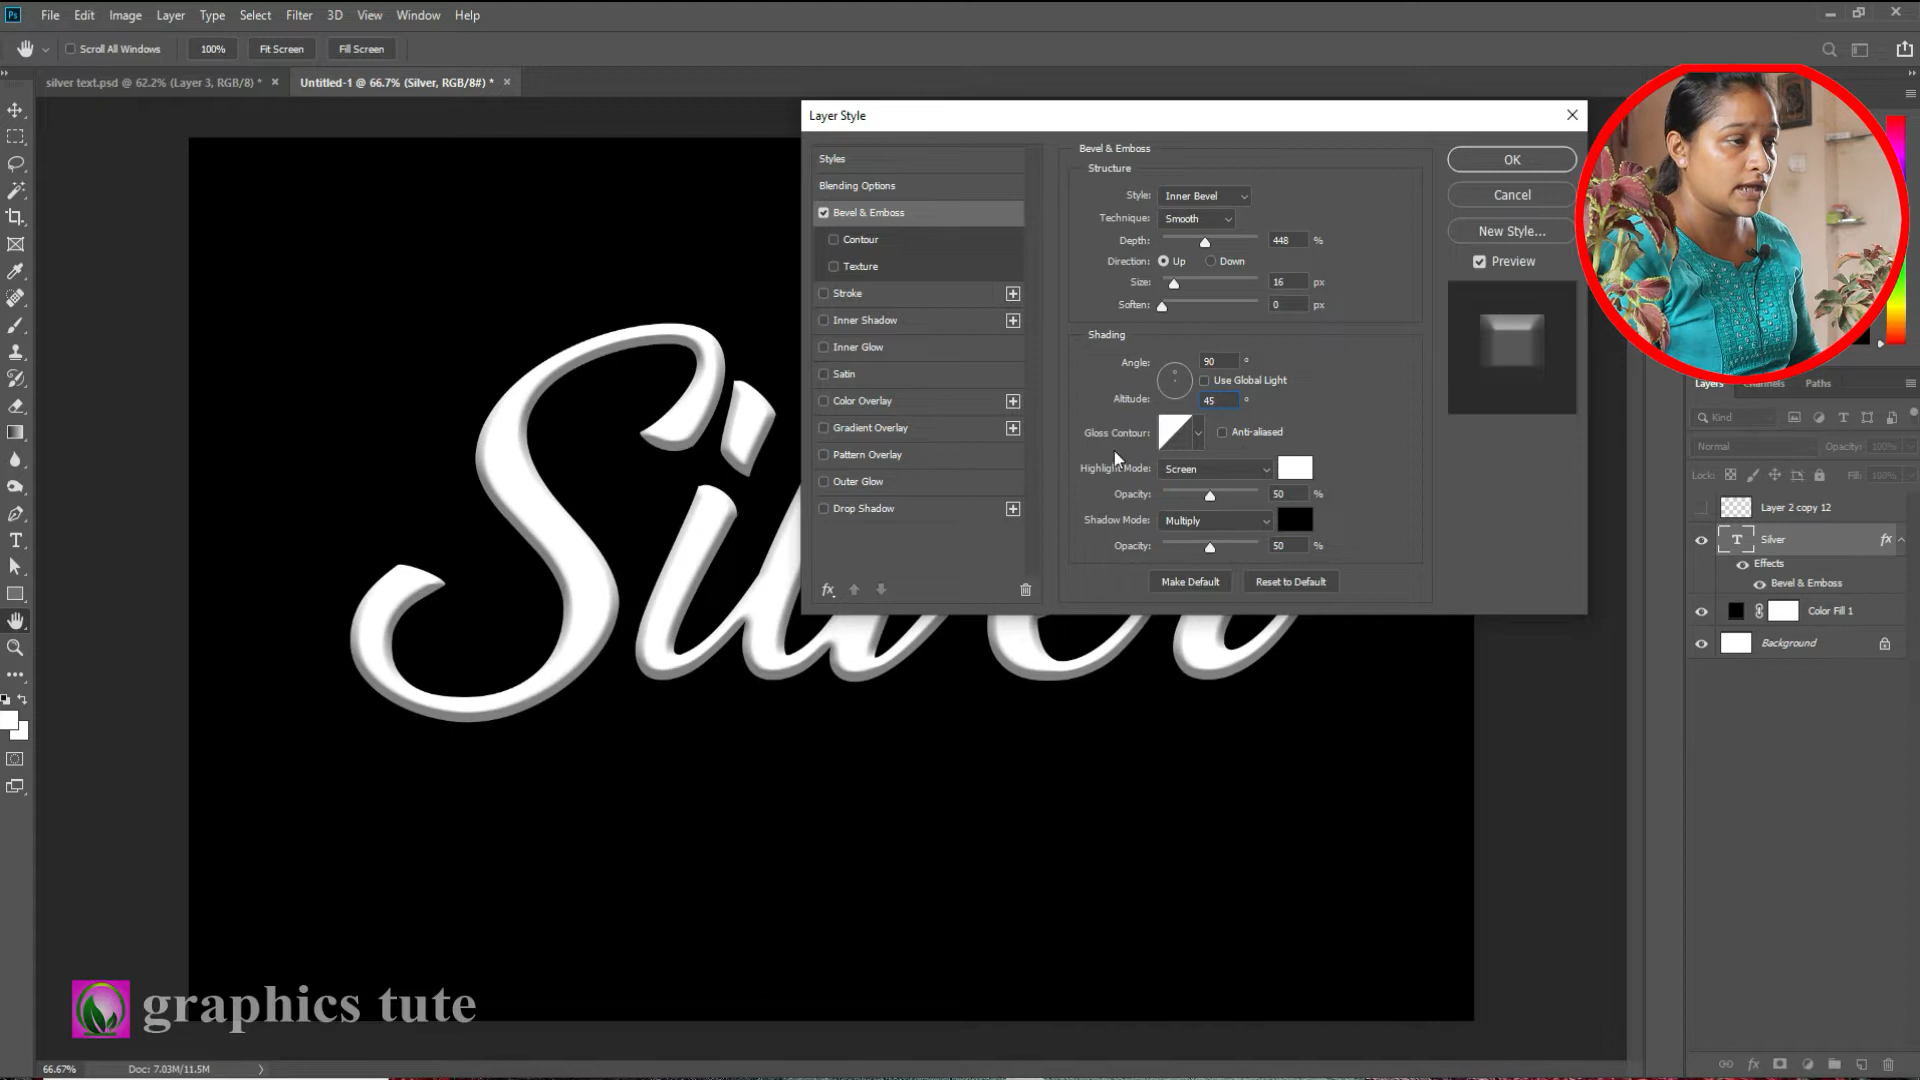 Ps File Edit Image Layer Type Select Filter 3D View Window Help
Scroll All Windows 100% Fit Screen Fill Screen
silver text.psd @ 62.2% (Layer 3, RGB/8) * × Untitled-1 @ 66.7% (Silver, RGB/8#) * ×
Layer Style
Styles
Blending Options
Bevel & Emboss
Contour
Texture
Stroke
Inner Shadow
Inner Glow
Satin
Color Overlay
Gradient Overlay
Pattern Overlay
Outer Glow
Drop Shadow
fx
Bevel & Emboss
Structure
Style: Inner Bevel
Technique: Smooth
Depth: 448 %
Direction: Up Down
Size: 16 px
Soften: 0 px
Shading
Angle: 90 °
Use Global Light
Altitude: 45 °
Gloss Contour: Anti-aliased
Highlight Mode: Screen
Opacity: 50 %
Shadow Mode: Multiply
Opacity: 50 %
Make Default Reset to Default
OK
Cancel
New Style...
Preview
Layers Channels Paths
Kind
Normal Opacity: 100%
Lock: Fill: 100%
Layer 2 copy 12
T Silver fx
Effects
Bevel & Emboss
Color Fill 1
Background
Silver
graphics tute
66.67% Doc: 7.03M/11.5M